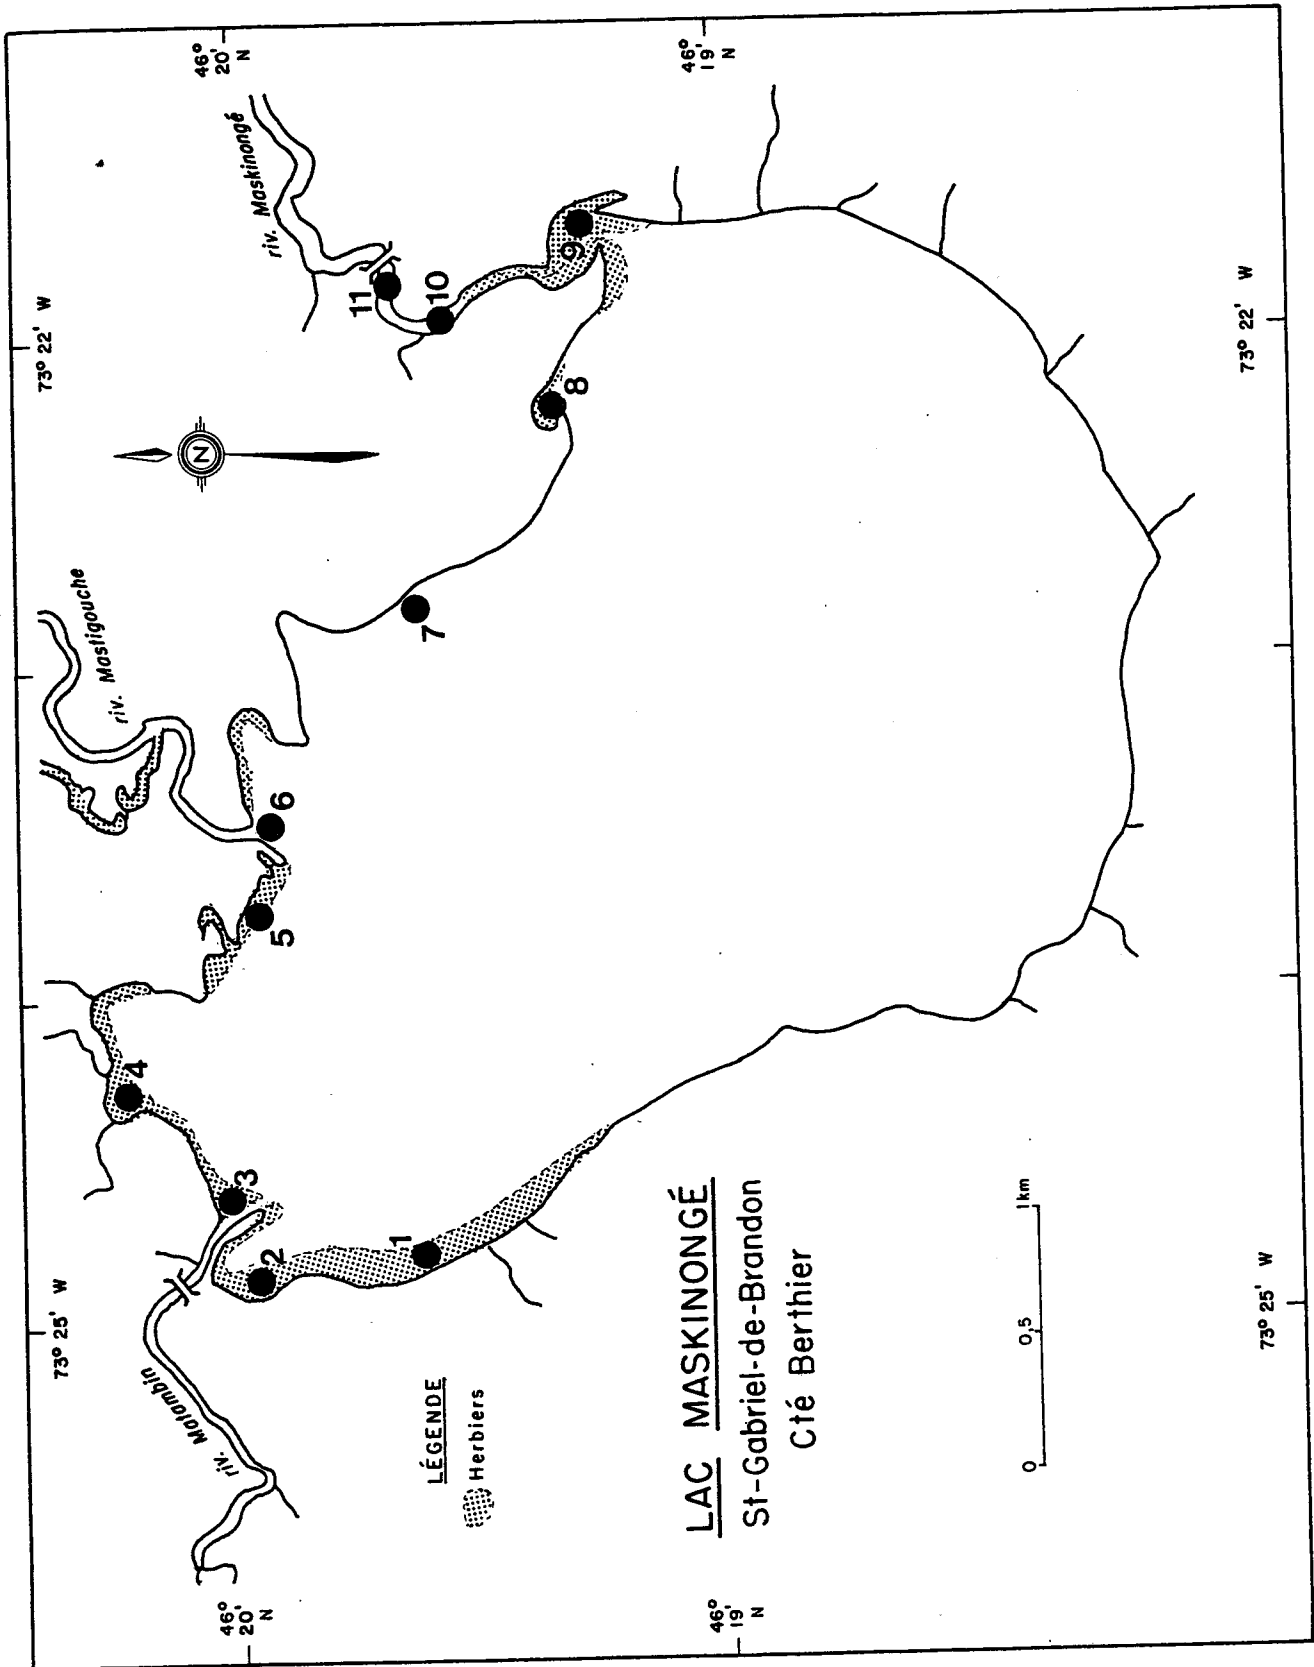 46°
20'
N
46°
19'
N
riv. Maskinongé
73° 22' W
11
10
9
8
N
riv. Mastigouche
7
6
5
4
3
2
1
73° 25' W
riv. Matambin
LÉGENDE
Herbiers
LAC MASKINONGÉ
St-Gabriel-de-Brandon
Cté Berthier
0
0,5
1 km
73° 22' W
73° 25' W
46°
20'
N
46°
19'
N